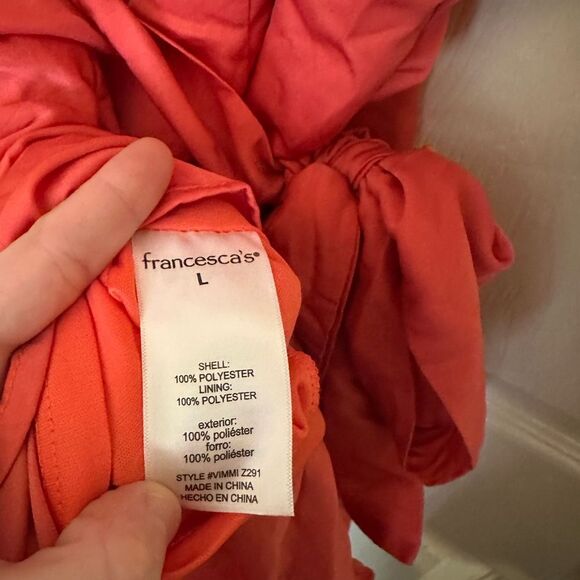 francesca's®
L
SHELL:
100% POLYESTER
LINING:
100% POLYESTER
exterior:
100% poliéster
forro:
100% poliéster
STYLE #VIMMI Z291
MADE IN CHINA
HECHO EN CHINA